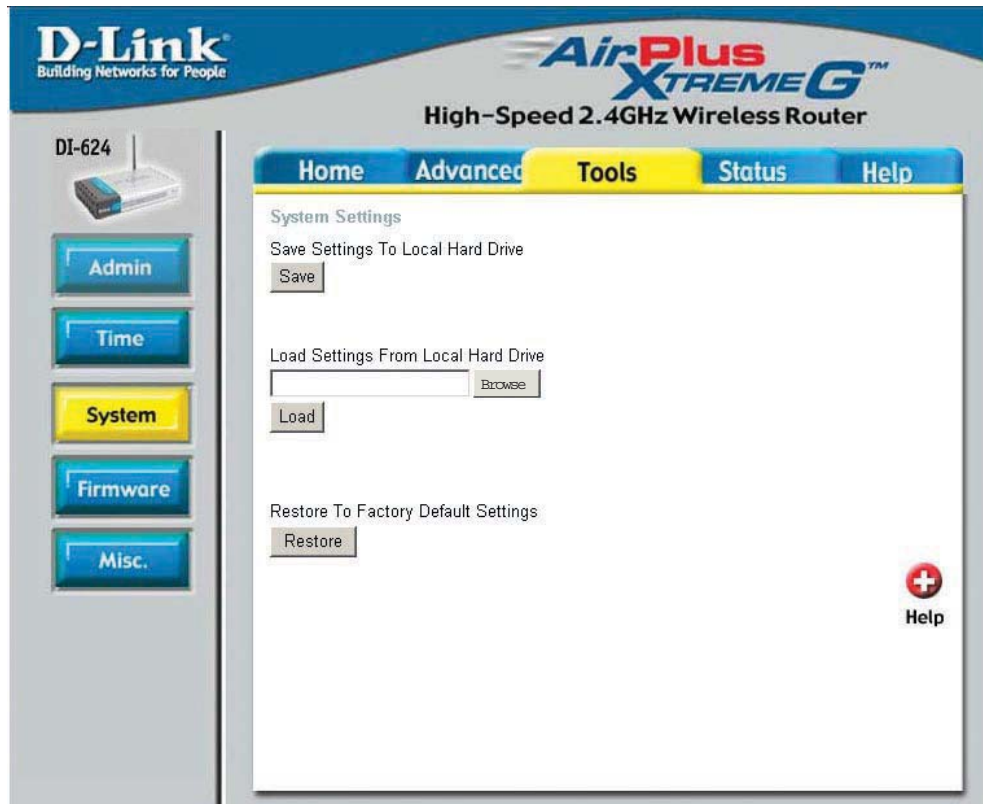 D-Link
Building Networks for People
AirPlus
XTREME G™
High-Speed 2.4GHz Wireless Router
DI-624
Home Advanced Tools Status Help
Admin
Time
System
Firmware
Misc.
System Settings
Save Settings To Local Hard Drive
Save
Load Settings From Local Hard Drive
Browse
Load
Restore To Factory Default Settings
Restore
Help